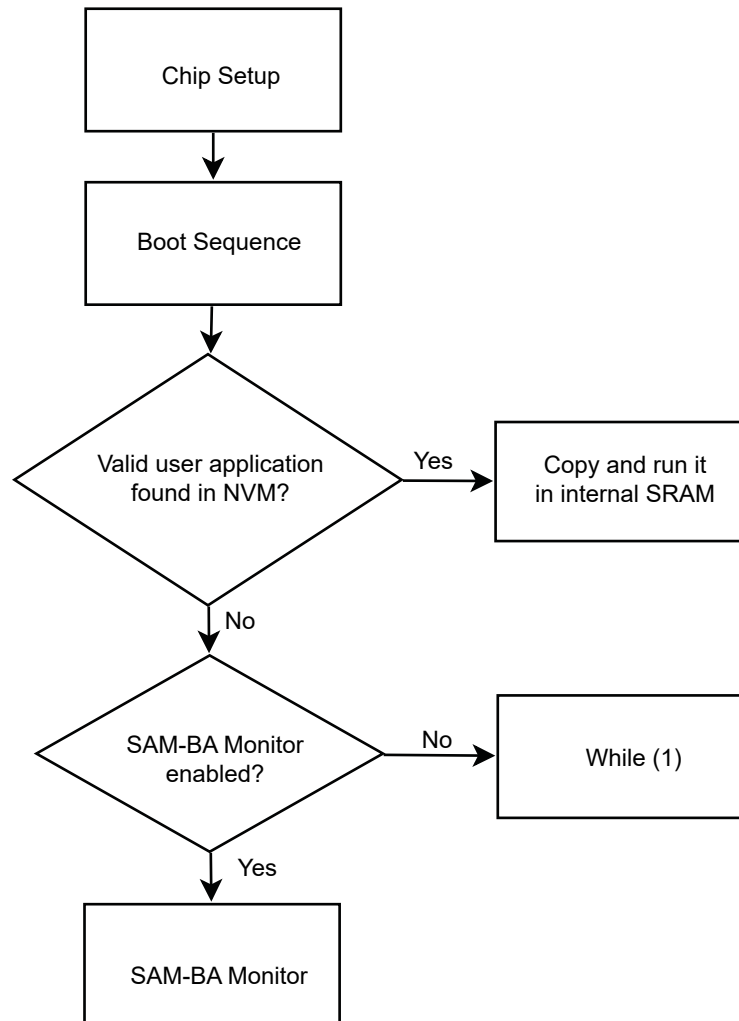 Chip Setup
Boot Sequence
Valid user application
found in NVM?
Yes
Copy and run it
in internal SRAM
No
SAM-BA Monitor
enabled?
No
While (1)
Yes
SAM-BA Monitor